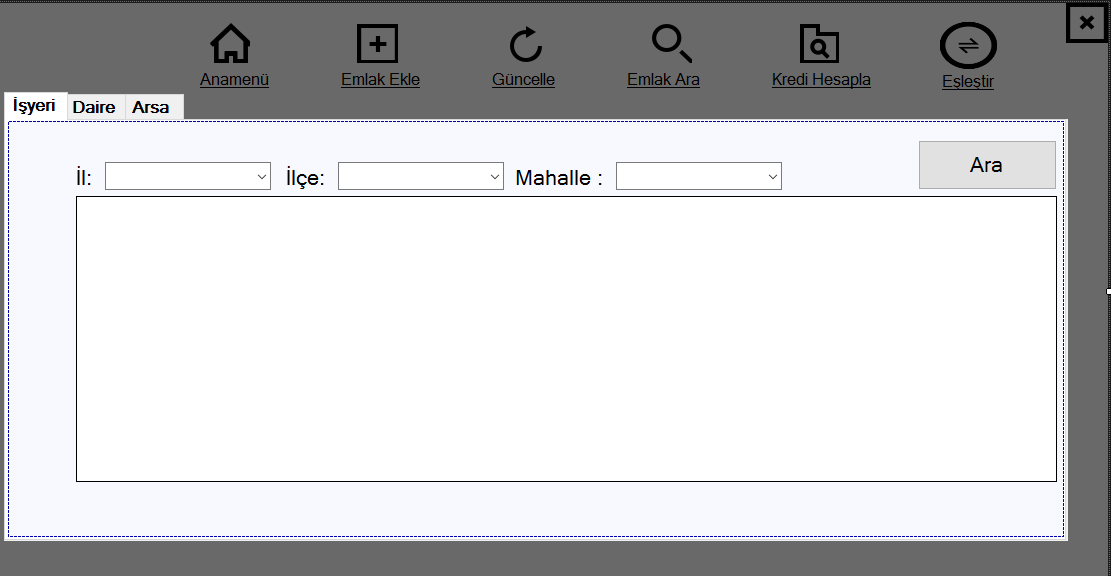 Anamenü Emlak Ekle Güncelle Emlak Ara Kredi Hesapla Eşleştir
İşyeri Daire Arsa
İl: İlçe: Mahalle : Ara